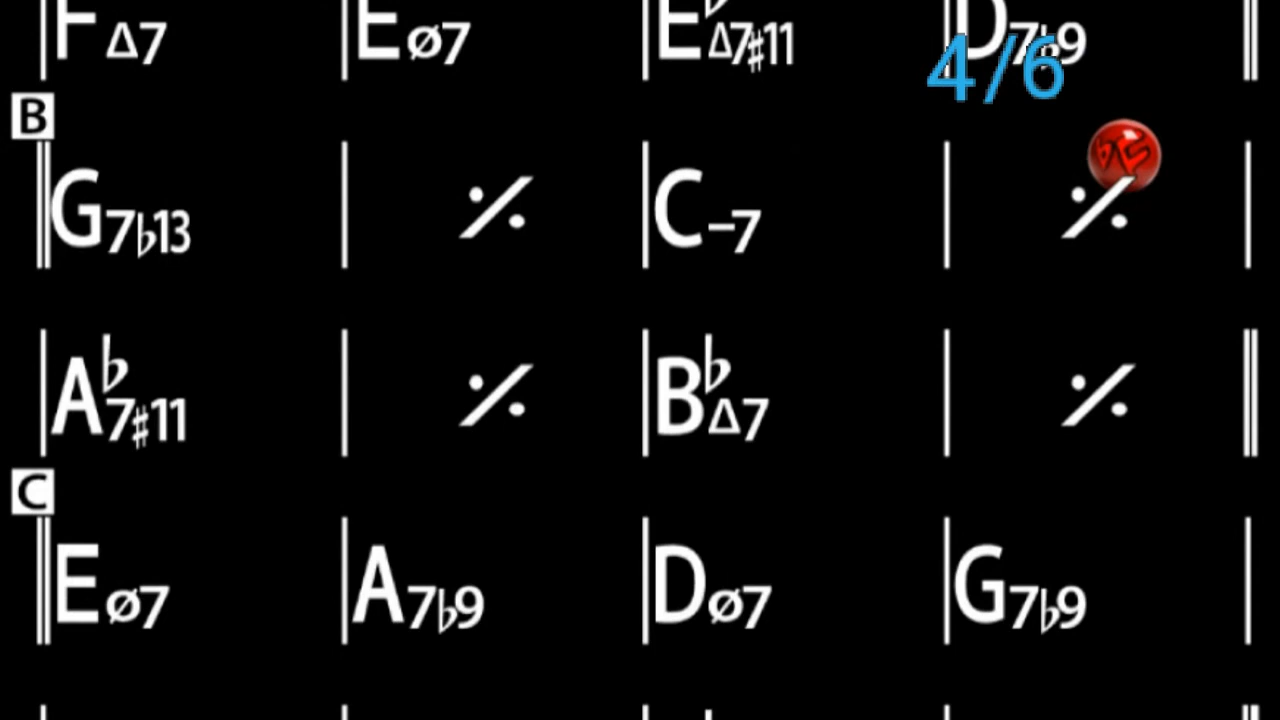 FΔ7 Eø7 E♭Δ7♯11 D7♭9
4/6
B
G7♭13 𝄎 C–7 𝄎
A♭7♯11 𝄎 B♭Δ7 𝄎
C
Eø7 A7♭9 Dø7 G7♭9